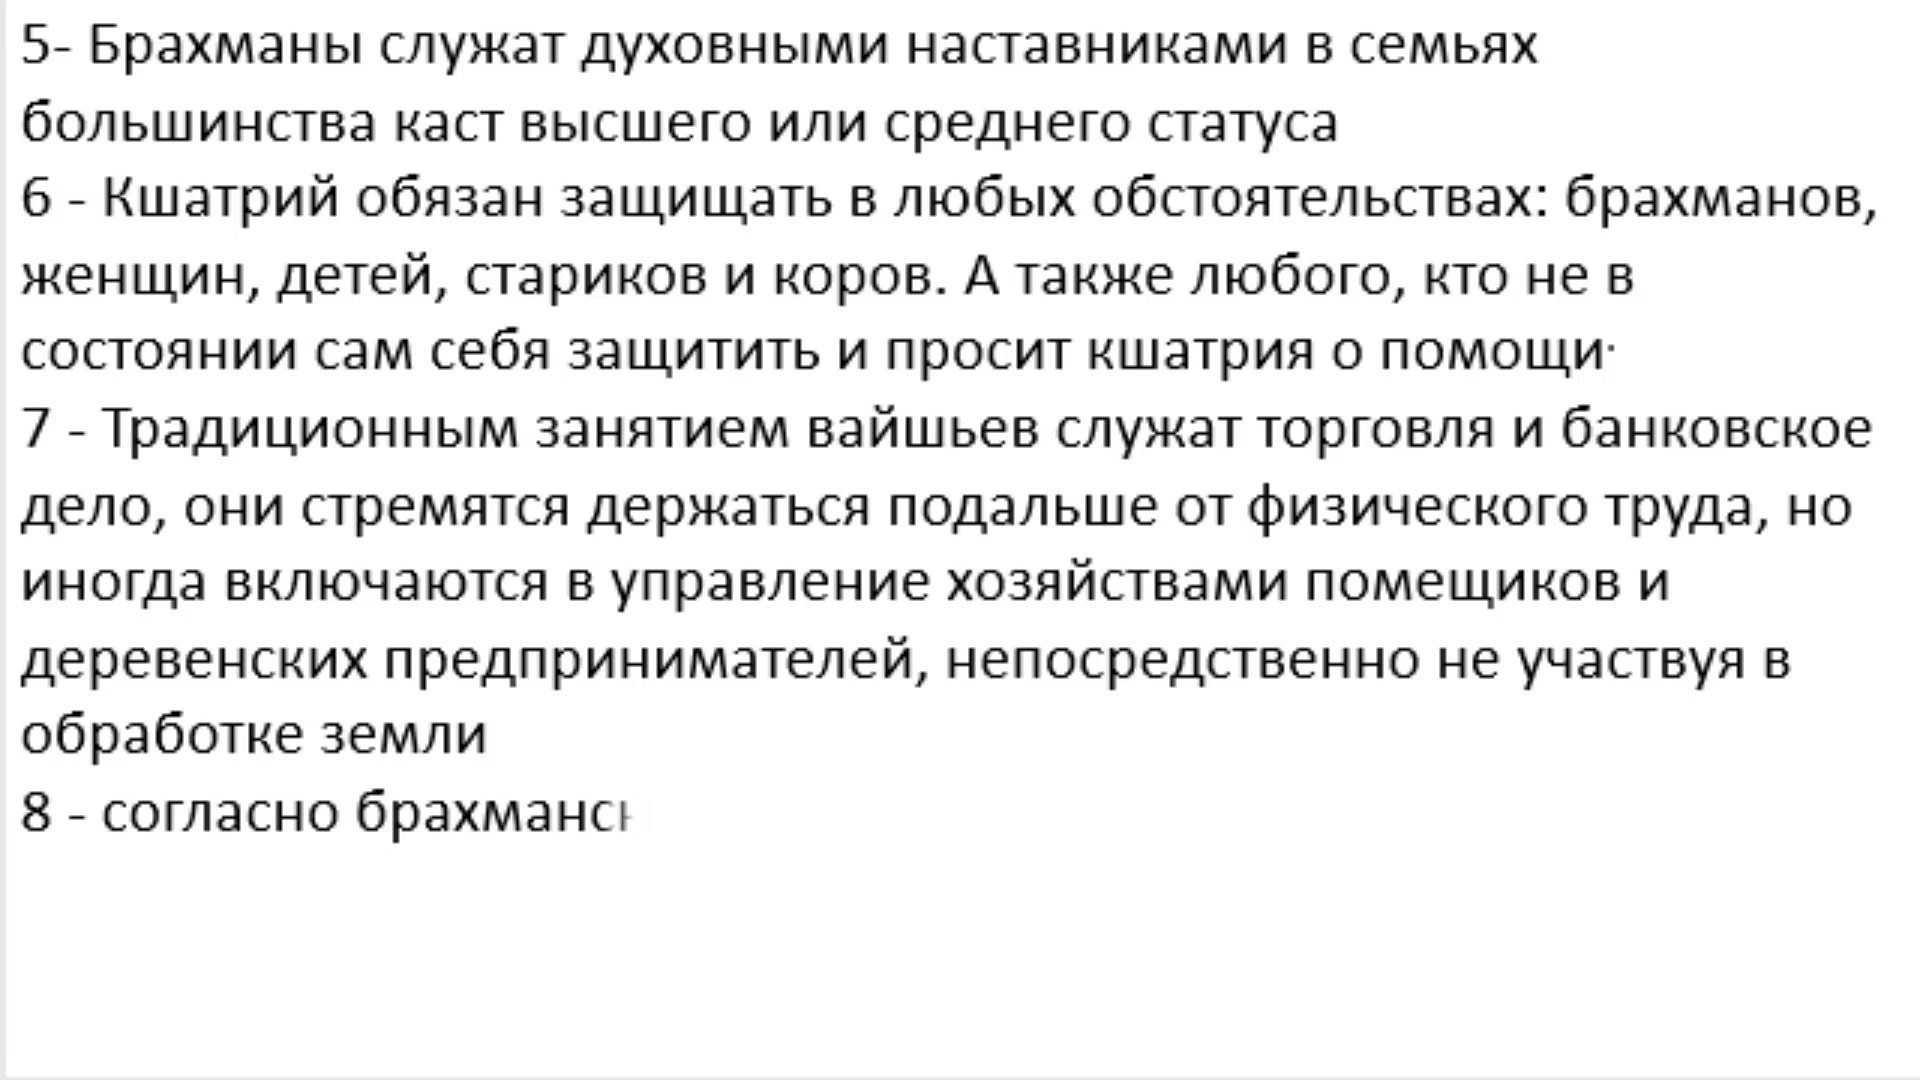 5- Брахманы служат духовными наставниками в семьях
большинства каст высшего или среднего статуса
6 - Кшатрий обязан защищать в любых обстоятельствах: брахманов,
женщин, детей, стариков и коров. А также любого, кто не в
состоянии сам себя защитить и просит кшатрия о помощи·
7 - Традиционным занятием вайшьев служат торговля и банковское
дело, они стремятся держаться подальше от физического труда, но
иногда включаются в управление хозяйствами помещиков и
деревенских предпринимателей, непосредственно не участвуя в
обработке земли
8 - согласно